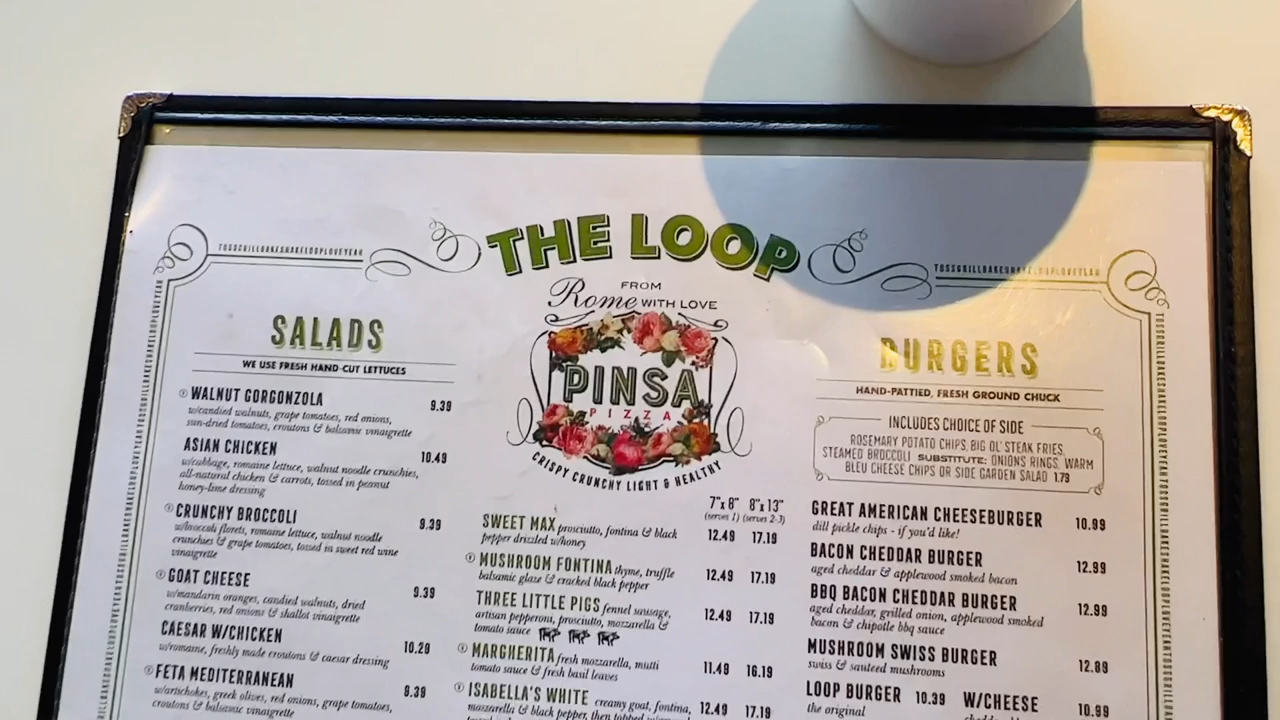 THE LOOP
TOSSGRILLBAKESHAKELOOPLOVEYEAH
TOSSGRILLBAKESHAKELOOPLOVEYEAH
FROM
Rome WITH LOVE
PINSA
PIZZA
CRISPY CRUNCHY LIGHT & HEALTHY
SALADS
WE USE FRESH HAND-CUT LETTUCES
WALNUT GORGONZOLA 9.39
w/candied walnuts, grape tomatoes, red onions,
sun-dried tomatoes, croutons & balsamic vinaigrette
ASIAN CHICKEN 10.49
w/cabbage, romaine lettuce, walnut noodle crunchies,
all-natural chicken & carrots, tossed in peanut
honey-lime dressing
CRUNCHY BROCCOLI 9.39
w/broccoli florets, romaine lettuce, walnut noodle
crunchies & grape tomatoes, tossed in sweet red wine
vinaigrette
GOAT CHEESE 9.39
w/mandarin oranges, candied walnuts, dried
cranberries, red onions & shallot vinaigrette
CAESAR W/CHICKEN 10.29
w/romaine, freshly made croutons & caesar dressing
FETA MEDITERRANEAN 9.39
w/artichokes, greek olives, red onions, grape tomatoes,
croutons & balsamic vinaigrette
7"x8" 8"x13"
(serves 1) (serves 2-3)
SWEET MAX prosciutto, fontina & black 12.49 17.19
pepper drizzled w/honey
MUSHROOM FONTINA thyme, truffle 12.49 17.19
balsamic glaze & cracked black pepper
THREE LITTLE PIGS fennel sausage, 12.49 17.19
artisan pepperoni, prosciutto, mozzarella &
tomato sauce
MARGHERITA fresh mozzarella, mutti 11.49 16.19
tomato sauce & fresh basil leaves
ISABELLA'S WHITE creamy goat, fontina, 12.49 17.19
mozzarella & black pepper, then topped
BURGERS
HAND-PATTIED, FRESH GROUND CHUCK
INCLUDES CHOICE OF SIDE
ROSEMARY POTATO CHIPS, BIG OL' STEAK FRIES,
STEAMED BROCCOLI SUBSTITUTE: ONIONS RINGS, WARM
BLEU CHEESE CHIPS OR SIDE GARDEN SALAD 1.79
GREAT AMERICAN CHEESEBURGER 10.99
dill pickle chips - if you'd like!
BACON CHEDDAR BURGER 12.99
aged cheddar & applewood smoked bacon
BBQ BACON CHEDDAR BURGER 12.99
aged cheddar, grilled onion, applewood smoked
bacon & chipotle bbq sauce
MUSHROOM SWISS BURGER 12.89
swiss & sauteed mushrooms
LOOP BURGER 10.39 W/CHEESE 10.99
the original